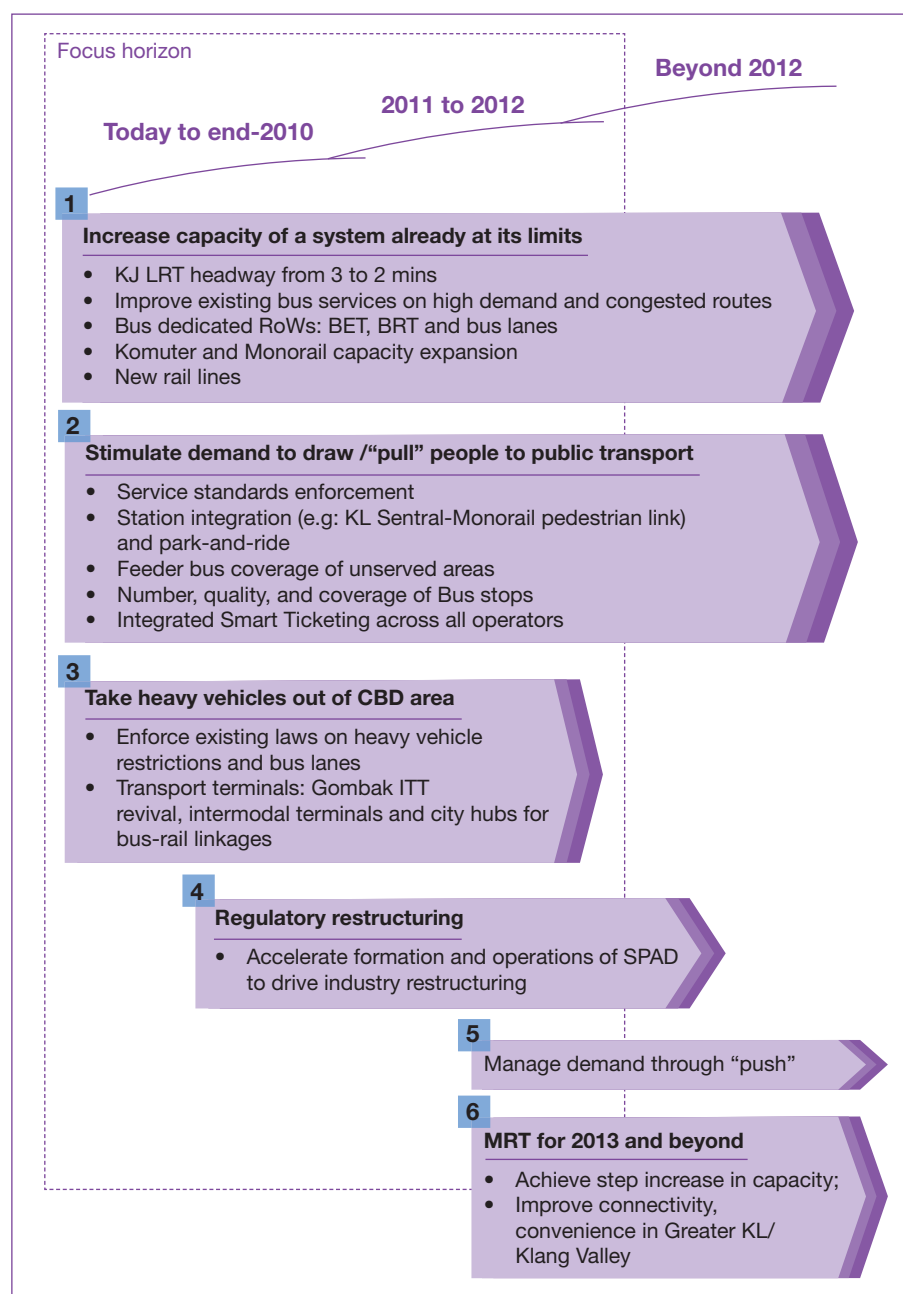 Focus horizon
Beyond 2012
2011 to 2012
Today to end-2010
1
Increase capacity of a system already at its limits
• KJ LRT headway from 3 to 2 mins
• Improve existing bus services on high demand and congested routes
• Bus dedicated RoWs: BET, BRT and bus lanes
• Komuter and Monorail capacity expansion
• New rail lines
2
Stimulate demand to draw /“pull” people to public transport
• Service standards enforcement
• Station integration (e.g: KL Sentral-Monorail pedestrian link)
and park-and-ride
• Feeder bus coverage of unserved areas
• Number, quality, and coverage of Bus stops
• Integrated Smart Ticketing across all operators
3
Take heavy vehicles out of CBD area
• Enforce existing laws on heavy vehicle
restrictions and bus lanes
• Transport terminals: Gombak ITT
revival, intermodal terminals and city hubs for
bus-rail linkages
4
Regulatory restructuring
• Accelerate formation and operations of SPAD
to drive industry restructuring
5
Manage demand through “push”
6
MRT for 2013 and beyond
• Achieve step increase in capacity;
• Improve connectivity,
convenience in Greater KL/
Klang Valley